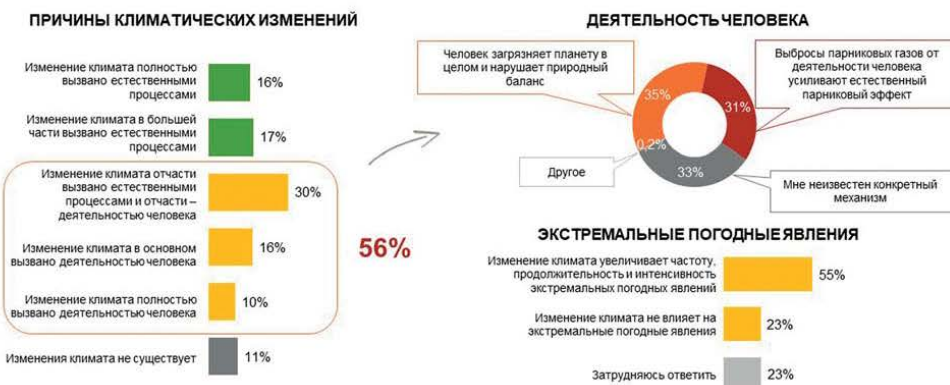 ПРИЧИНЫ КЛИМАТИЧЕСКИХ ИЗМЕНЕНИЙ
Изменение климата полностью
вызвано естественными
процессами
16%
Изменение климата в большей
части вызвано естественными
процессами
17%
Изменение климата отчасти
вызвано естественными
процессами и отчасти –
деятельностью человека
30%
Изменение климата в основном
вызвано деятельностью человека
16%
Изменение климата полностью
вызвано деятельностью человека
10%
Изменения климата не существует
11%
56%
ДЕЯТЕЛЬНОСТЬ ЧЕЛОВЕКА
Человек загрязняет планету в
целом и нарушает природный
баланс
35%
31%
Выбросы парниковых газов от
деятельности человека
усиливают естественный
парниковый эффект
Другое
0,2%
33%
Мне неизвестен конкретный
механизм
ЭКСТРЕМАЛЬНЫЕ ПОГОДНЫЕ ЯВЛЕНИЯ
Изменение климата увеличивает частоту,
продолжительность и интенсивность
экстремальных погодных явлений
55%
Изменение климата не влияет на
экстремальные погодные явления
23%
Затрудняюсь ответить
23%